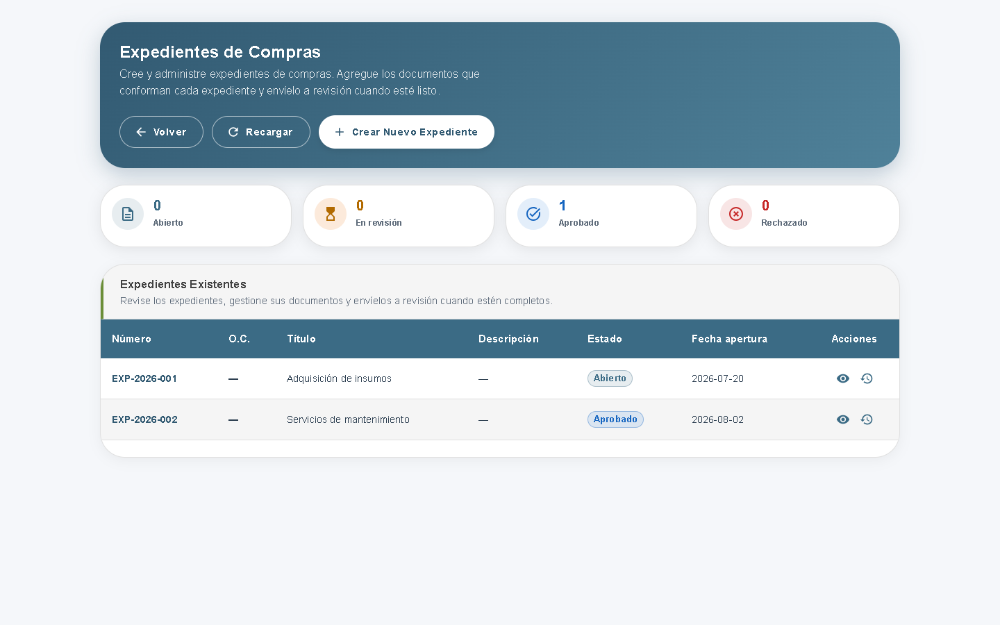 Expedientes de Compras
Cree y administre expedientes de compras. Agregue los documentos que
conforman cada expediente y envíelo a revisión cuando esté listo.
Volver
Recargar
Crear Nuevo Expediente
0
Abierto
0
En revisión
1
Aprobado
0
Rechazado
Expedientes Existentes
Revise los expedientes, gestione sus documentos y envíelos a revisión cuando estén completos.
Número O.C. Título Descripción Estado Fecha apertura Acciones
EXP-2026-001 — Adquisición de insumos — Abierto 2026-07-20
EXP-2026-002 — Servicios de mantenimiento — Aprobado 2026-08-02